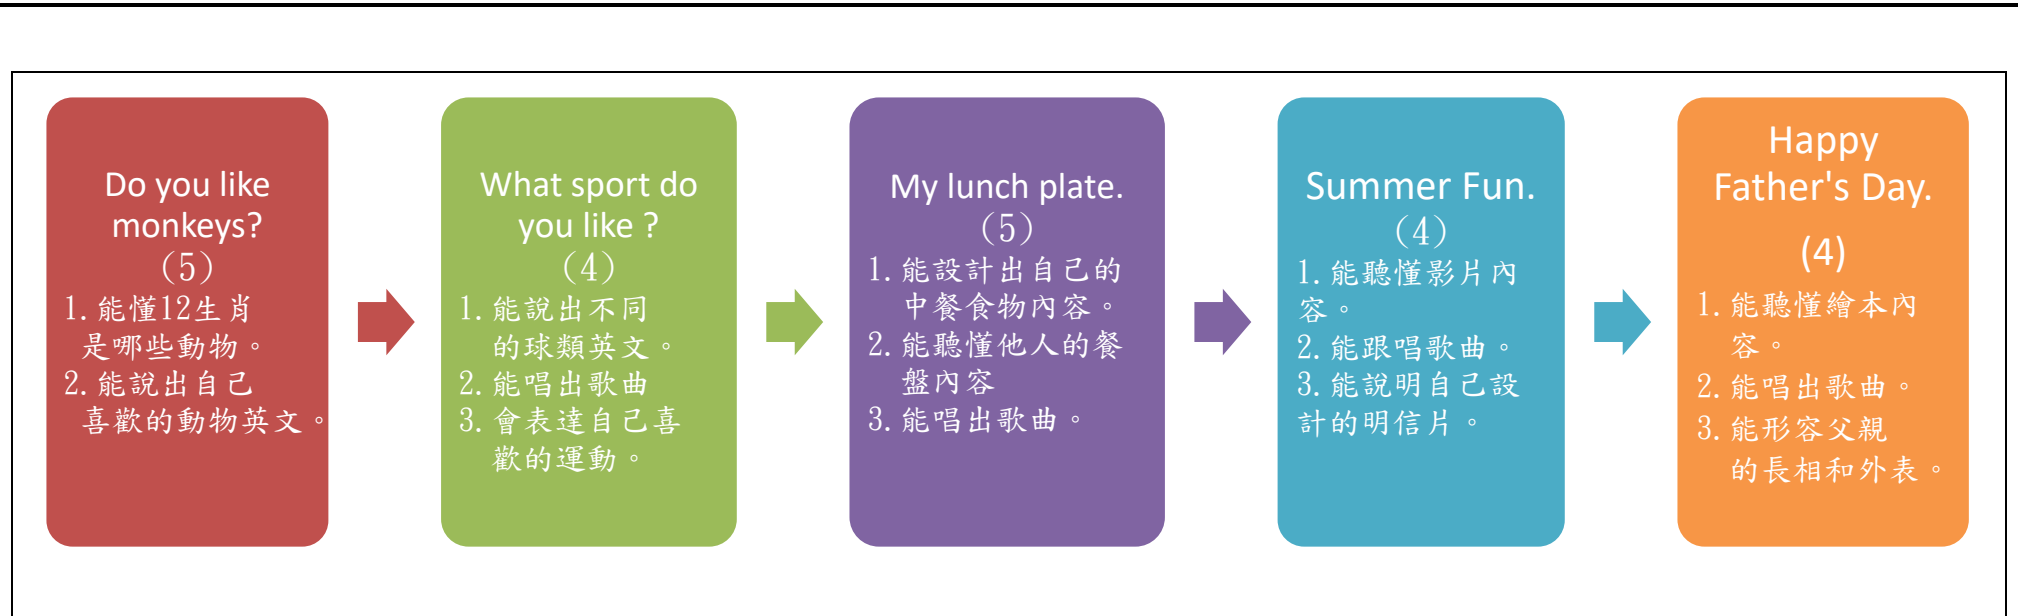 Do you like
monkeys?
（5）
1.能懂12生肖
是哪些動物。
2.能說出自己
喜歡的動物英文。
What sport do
you like ?
（4）
1.能說出不同
的球類英文。
2.能唱出歌曲
3.會表達自己喜
歡的運動。
My lunch plate.
（5）
1.能設計出自己的
中餐食物內容。
2.能聽懂他人的餐
盤內容
3.能唱出歌曲。
Summer Fun.
（4）
1.能聽懂影片內
容。
2.能跟唱歌曲。
3.能說明自己設
計的明信片。
Happy
Father's Day.
(4)
1.能聽懂繪本內
容。
2.能唱出歌曲。
3.能形容父親
的長相和外表。